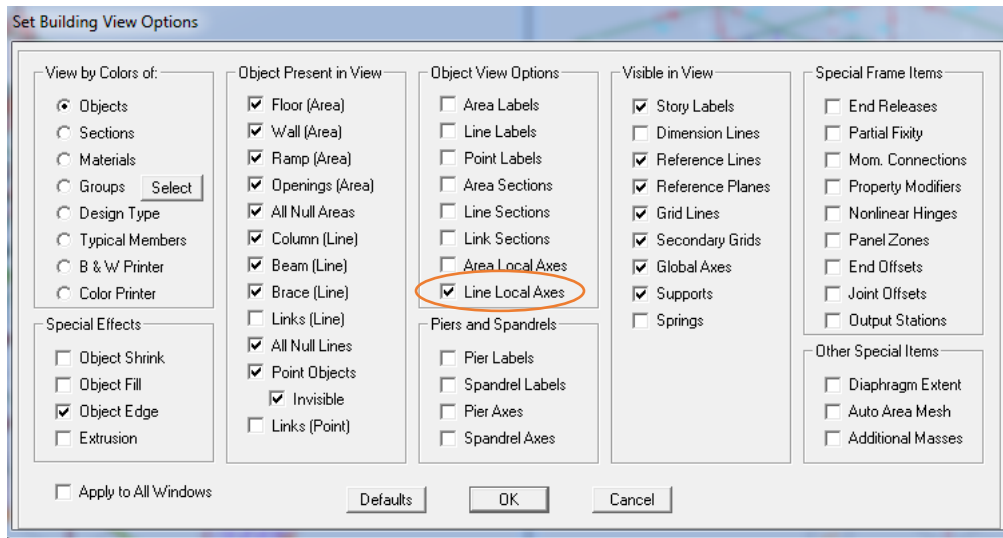 Set Building View Options
View by Colors of:
Objects
Sections
Materials
Groups
Select
Design Type
Typical Members
B & W Printer
Color Printer
Special Effects
Object Shrink
Object Fill
Object Edge
Extrusion
Apply to All Windows
Object Present in View
Floor (Area)
Wall (Area)
Ramp (Area)
Openings (Area)
All Null Areas
Column (Line)
Beam (Line)
Brace (Line)
Links (Line)
All Null Lines
Point Objects
Invisible
Links (Point)
Object View Options
Area Labels
Line Labels
Point Labels
Area Sections
Line Sections
Link Sections
Area Local Axes
Line Local Axes
Piers and Spandrels
Pier Labels
Spandrel Labels
Pier Axes
Spandrel Axes
Visible in View
Story Labels
Dimension Lines
Reference Lines
Reference Planes
Grid Lines
Secondary Grids
Global Axes
Supports
Springs
Special Frame Items
End Releases
Partial Fixity
Mom. Connections
Property Modifiers
Nonlinear Hinges
Panel Zones
End Offsets
Joint Offsets
Output Stations
Other Special Items
Diaphragm Extent
Auto Area Mesh
Additional Masses
Defaults
OK
Cancel